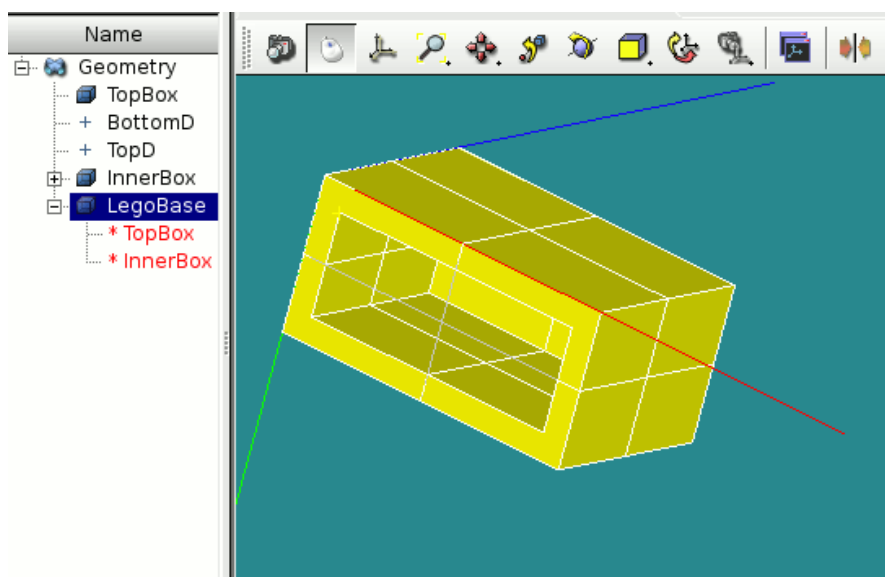 Name
Geometry
TopBox
BottomD
TopD
InnerBox
LegoBase
* TopBox
* InnerBox